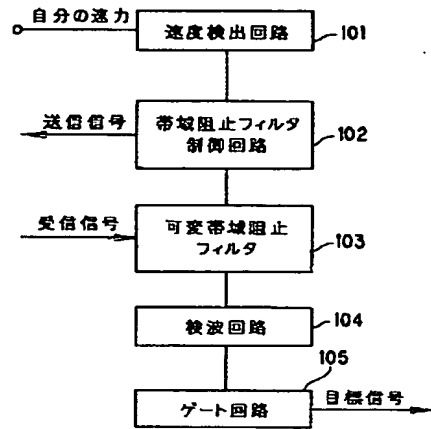 自分の速力
速度検出回路
101
送信信号
帯域阻止フィルタ
制御回路
102
受信信号
可変帯域阻止
フィルタ
103
検波回路
104
105
ゲート回路
目標信号